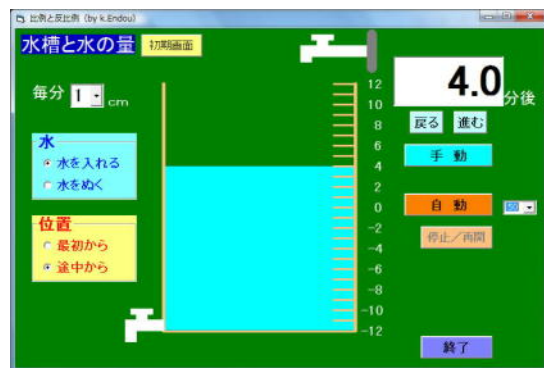 比例と反比例 (by k.Endou)
水槽と水の量 初期画面
毎分 1 cm
4.0 分後
戻る 進む
手 動
自 動
停止／再開
終了
水
水を入れる
水をぬく
位置
最初から
途中から
12
10
8
6
4
2
0
-2
-4
-6
-8
-10
-12